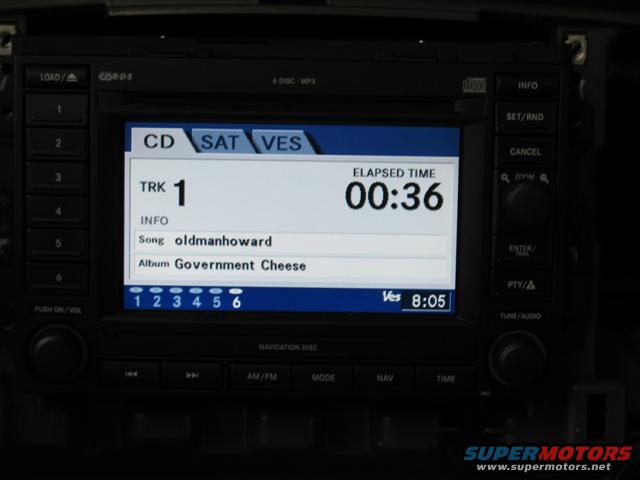 LOAD/
R·D·S
6 DISC · MP3
INFO
1
2
3
4
5
6
SET/RND
CANCEL
ZOOM
ENTER/
PTY/
CD SAT VES
TRK 1
ELAPSED TIME
00:36
INFO
Song oldmanhoward
Album Government Cheese
1 2 3 4 5 6
Ves 8:05
PUSH ON/VOL
TUNE/AUDIO
NAVIGATION DISC
AM/FM MODE NAV TIME
SUPERMOTORS
www.supermotors.net